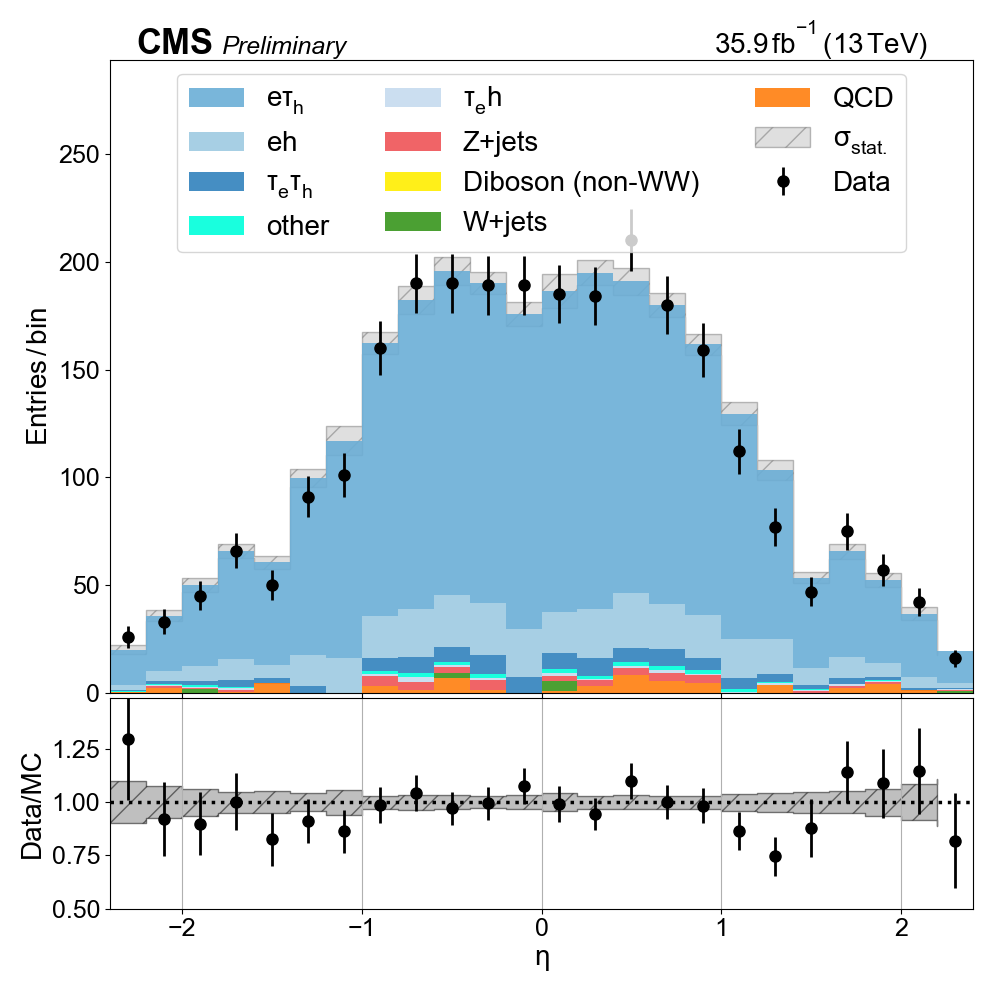 CMS Preliminary 35.9 fb⁻¹ (13 TeV)
eτₕ τₑh QCD
eh Z+jets σstat.
τₑτₕ Diboson (non-WW) Data
other W+jets
Entries / bin
250
200
150
100
50
0
Data/MC
1.25
1.00
0.75
0.50
−2 −1 0 1 2
η